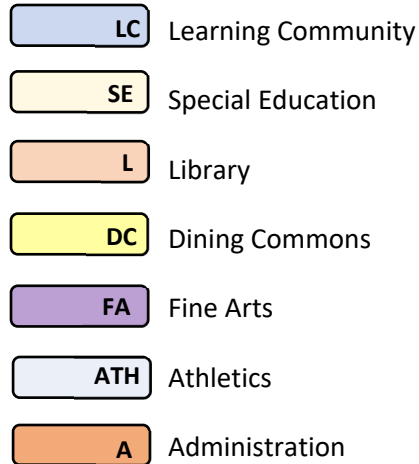 LC Learning Community
SE Special Education
L Library
DC Dining Commons
FA Fine Arts
ATH Athletics
A Administration